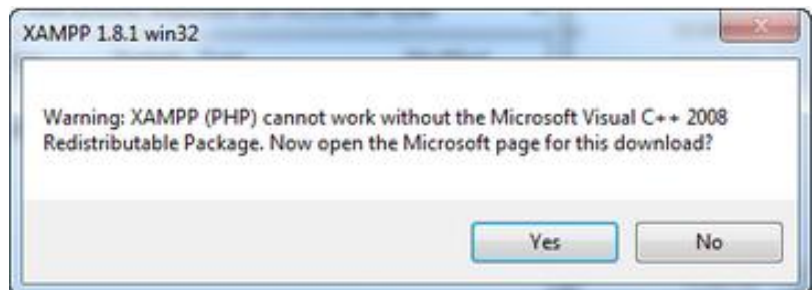 XAMPP 1.8.1 win32
Warning: XAMPP (PHP) cannot work without the Microsoft Visual C++ 2008
Redistributable Package. Now open the Microsoft page for this download?
Yes
No